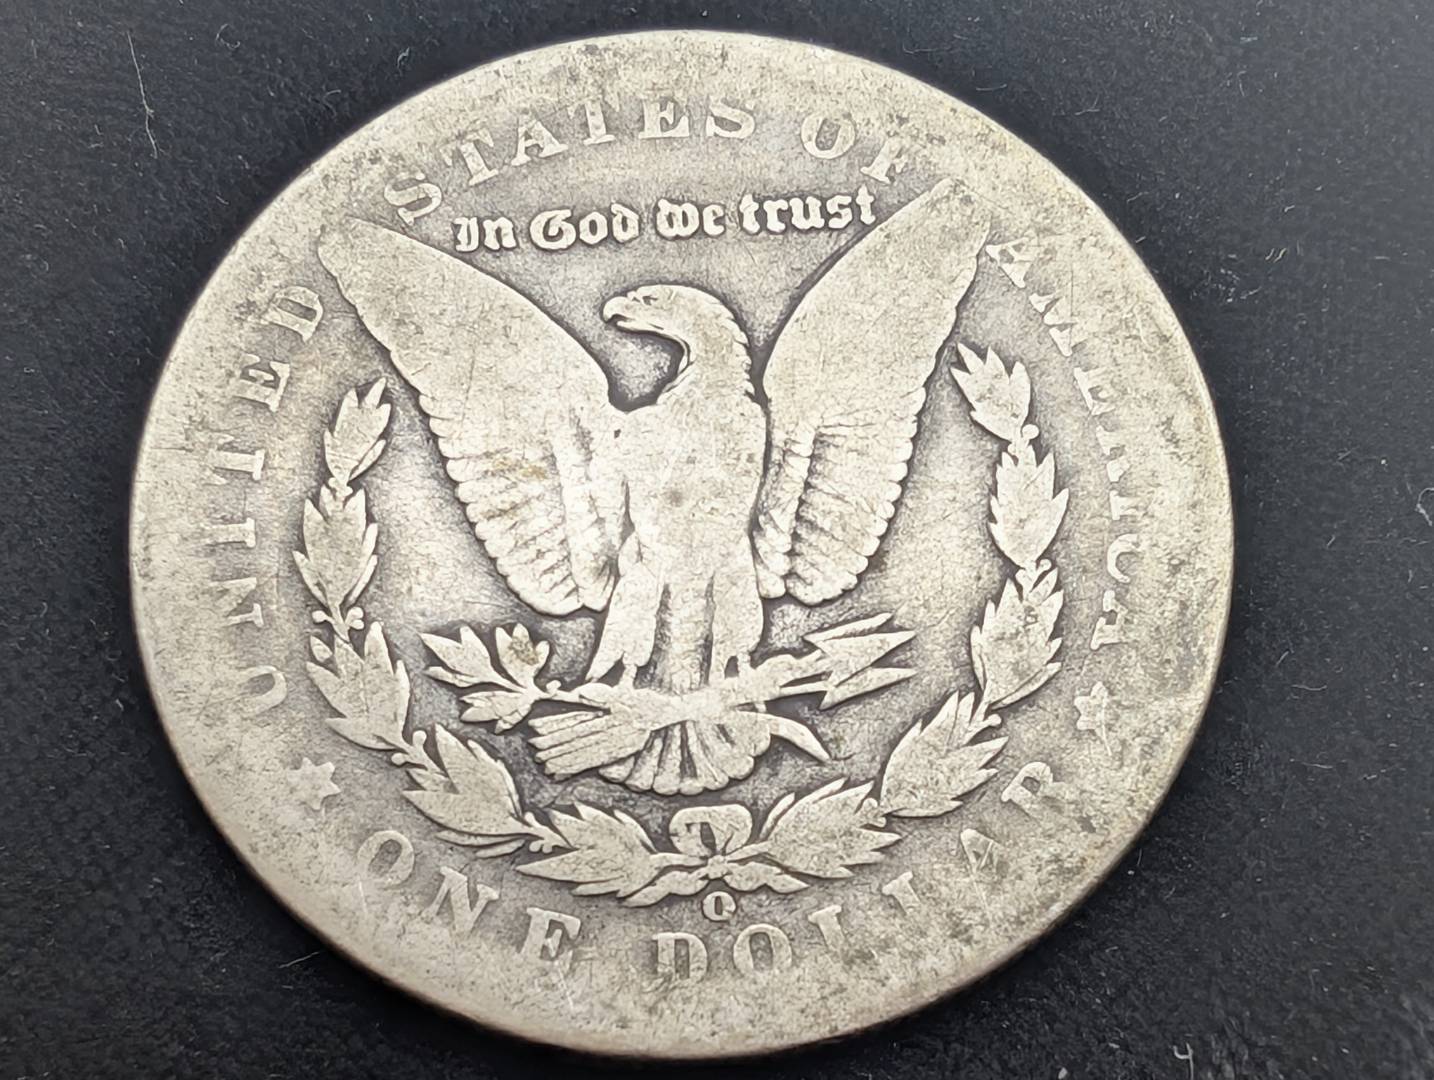 UNITED STATES OF AMERICA
In God we trust
ONE DOLLAR
O